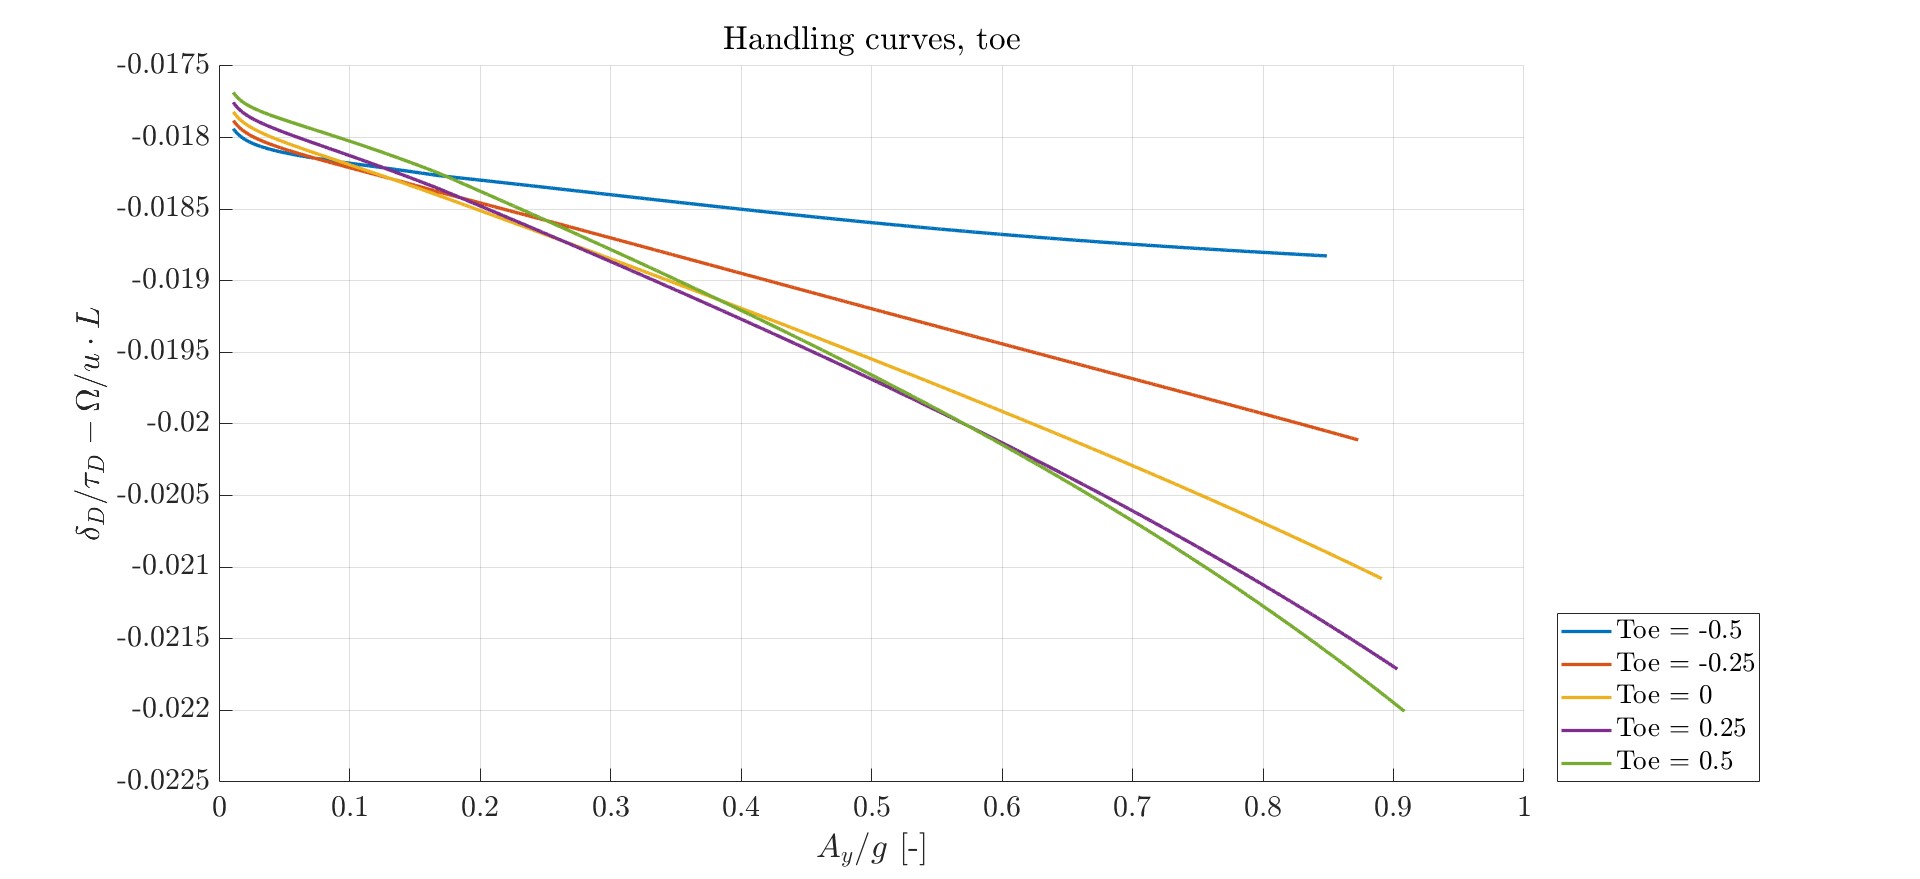 Handling curves, toe
-0.0175
-0.018
-0.0185
-0.019
-0.0195
-0.02
-0.0205
-0.021
-0.0215
-0.022
-0.0225
δ_D/τ_D − Ω/u · L
0 0.1 0.2 0.3 0.4 0.5 0.6 0.7 0.8 0.9 1
A_y/g [-]
Toe = -0.5
Toe = -0.25
Toe = 0
Toe = 0.25
Toe = 0.5